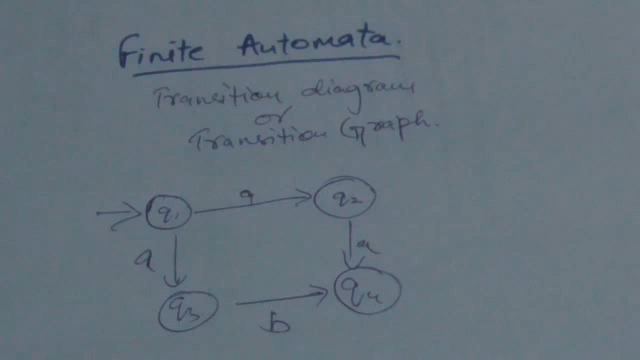 Finite Automata.
Transition diagram
or
Transition Graph.
a
q1 q2
a a
q3 q4
b